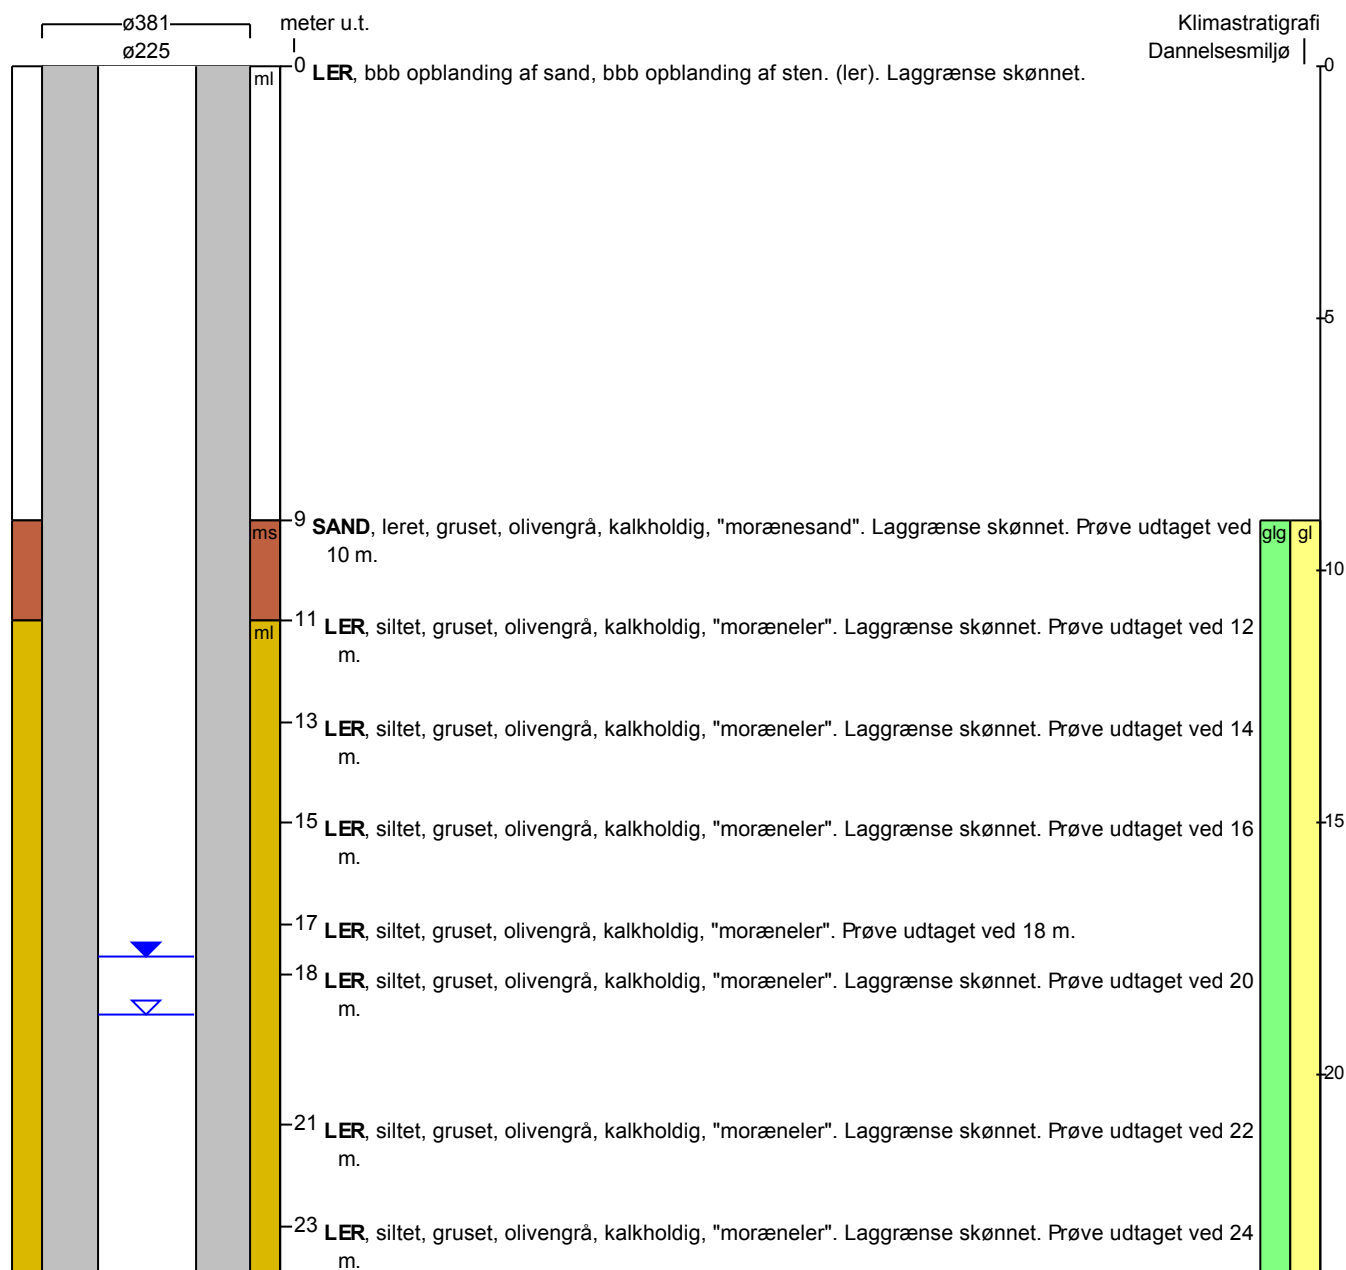 ø381
meter u.t.
Klimastratigrafi
ø225
Dannelsesmiljø
0
ml
0 LER, bbb opblanding af sand, bbb opblanding af sten. (ler). Laggrænse skønnet.
5
ms
9 SAND, leret, gruset, olivengrå, kalkholdig, "morænesand". Laggrænse skønnet. Prøve udtaget ved
10 m.
glg
gl
10
ml
11 LER, siltet, gruset, olivengrå, kalkholdig, "moræneler". Laggrænse skønnet. Prøve udtaget ved 12
m.
13 LER, siltet, gruset, olivengrå, kalkholdig, "moræneler". Laggrænse skønnet. Prøve udtaget ved 14
m.
15 LER, siltet, gruset, olivengrå, kalkholdig, "moræneler". Laggrænse skønnet. Prøve udtaget ved 16
m.
15
17 LER, siltet, gruset, olivengrå, kalkholdig, "moræneler". Prøve udtaget ved 18 m.
18 LER, siltet, gruset, olivengrå, kalkholdig, "moræneler". Laggrænse skønnet. Prøve udtaget ved 20
m.
20
21 LER, siltet, gruset, olivengrå, kalkholdig, "moræneler". Laggrænse skønnet. Prøve udtaget ved 22
m.
23 LER, siltet, gruset, olivengrå, kalkholdig, "moræneler". Laggrænse skønnet. Prøve udtaget ved 24
m.